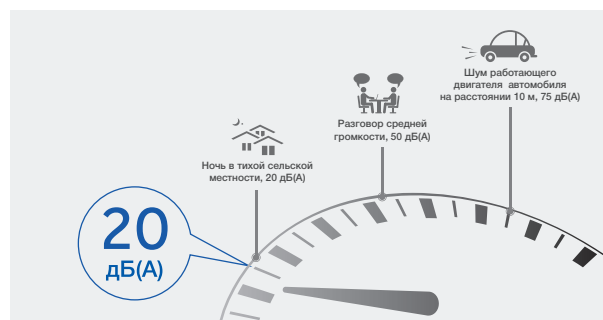 Шум работающего
двигателя автомобиля
на расстоянии 10 м, 75 дБ(А)
Разговор средней
громкости, 50 дБ(А)
Ночь в тихой сельской
местности, 20 дБ(А)
20
дБ(А)